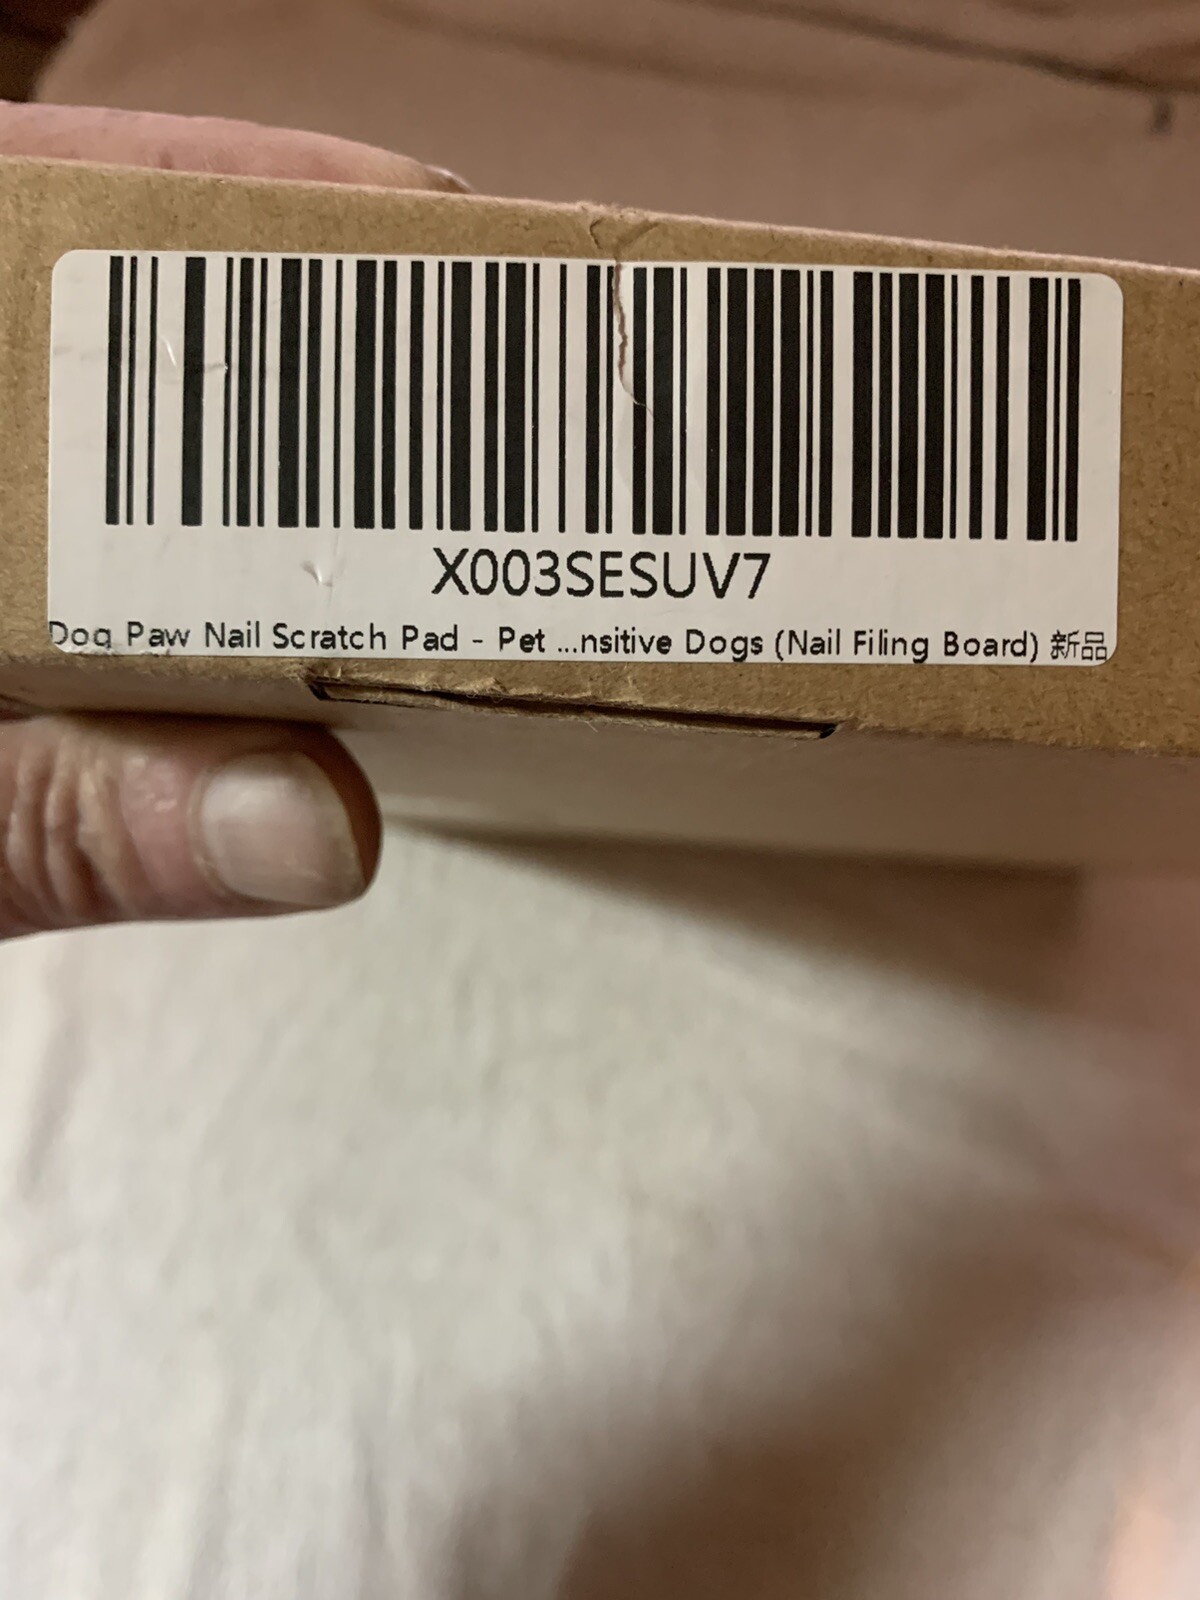 X003SESUV7
Dog Paw Nail Scratch Pad - Pet ...nsitive Dogs (Nail Filing Board) 新品